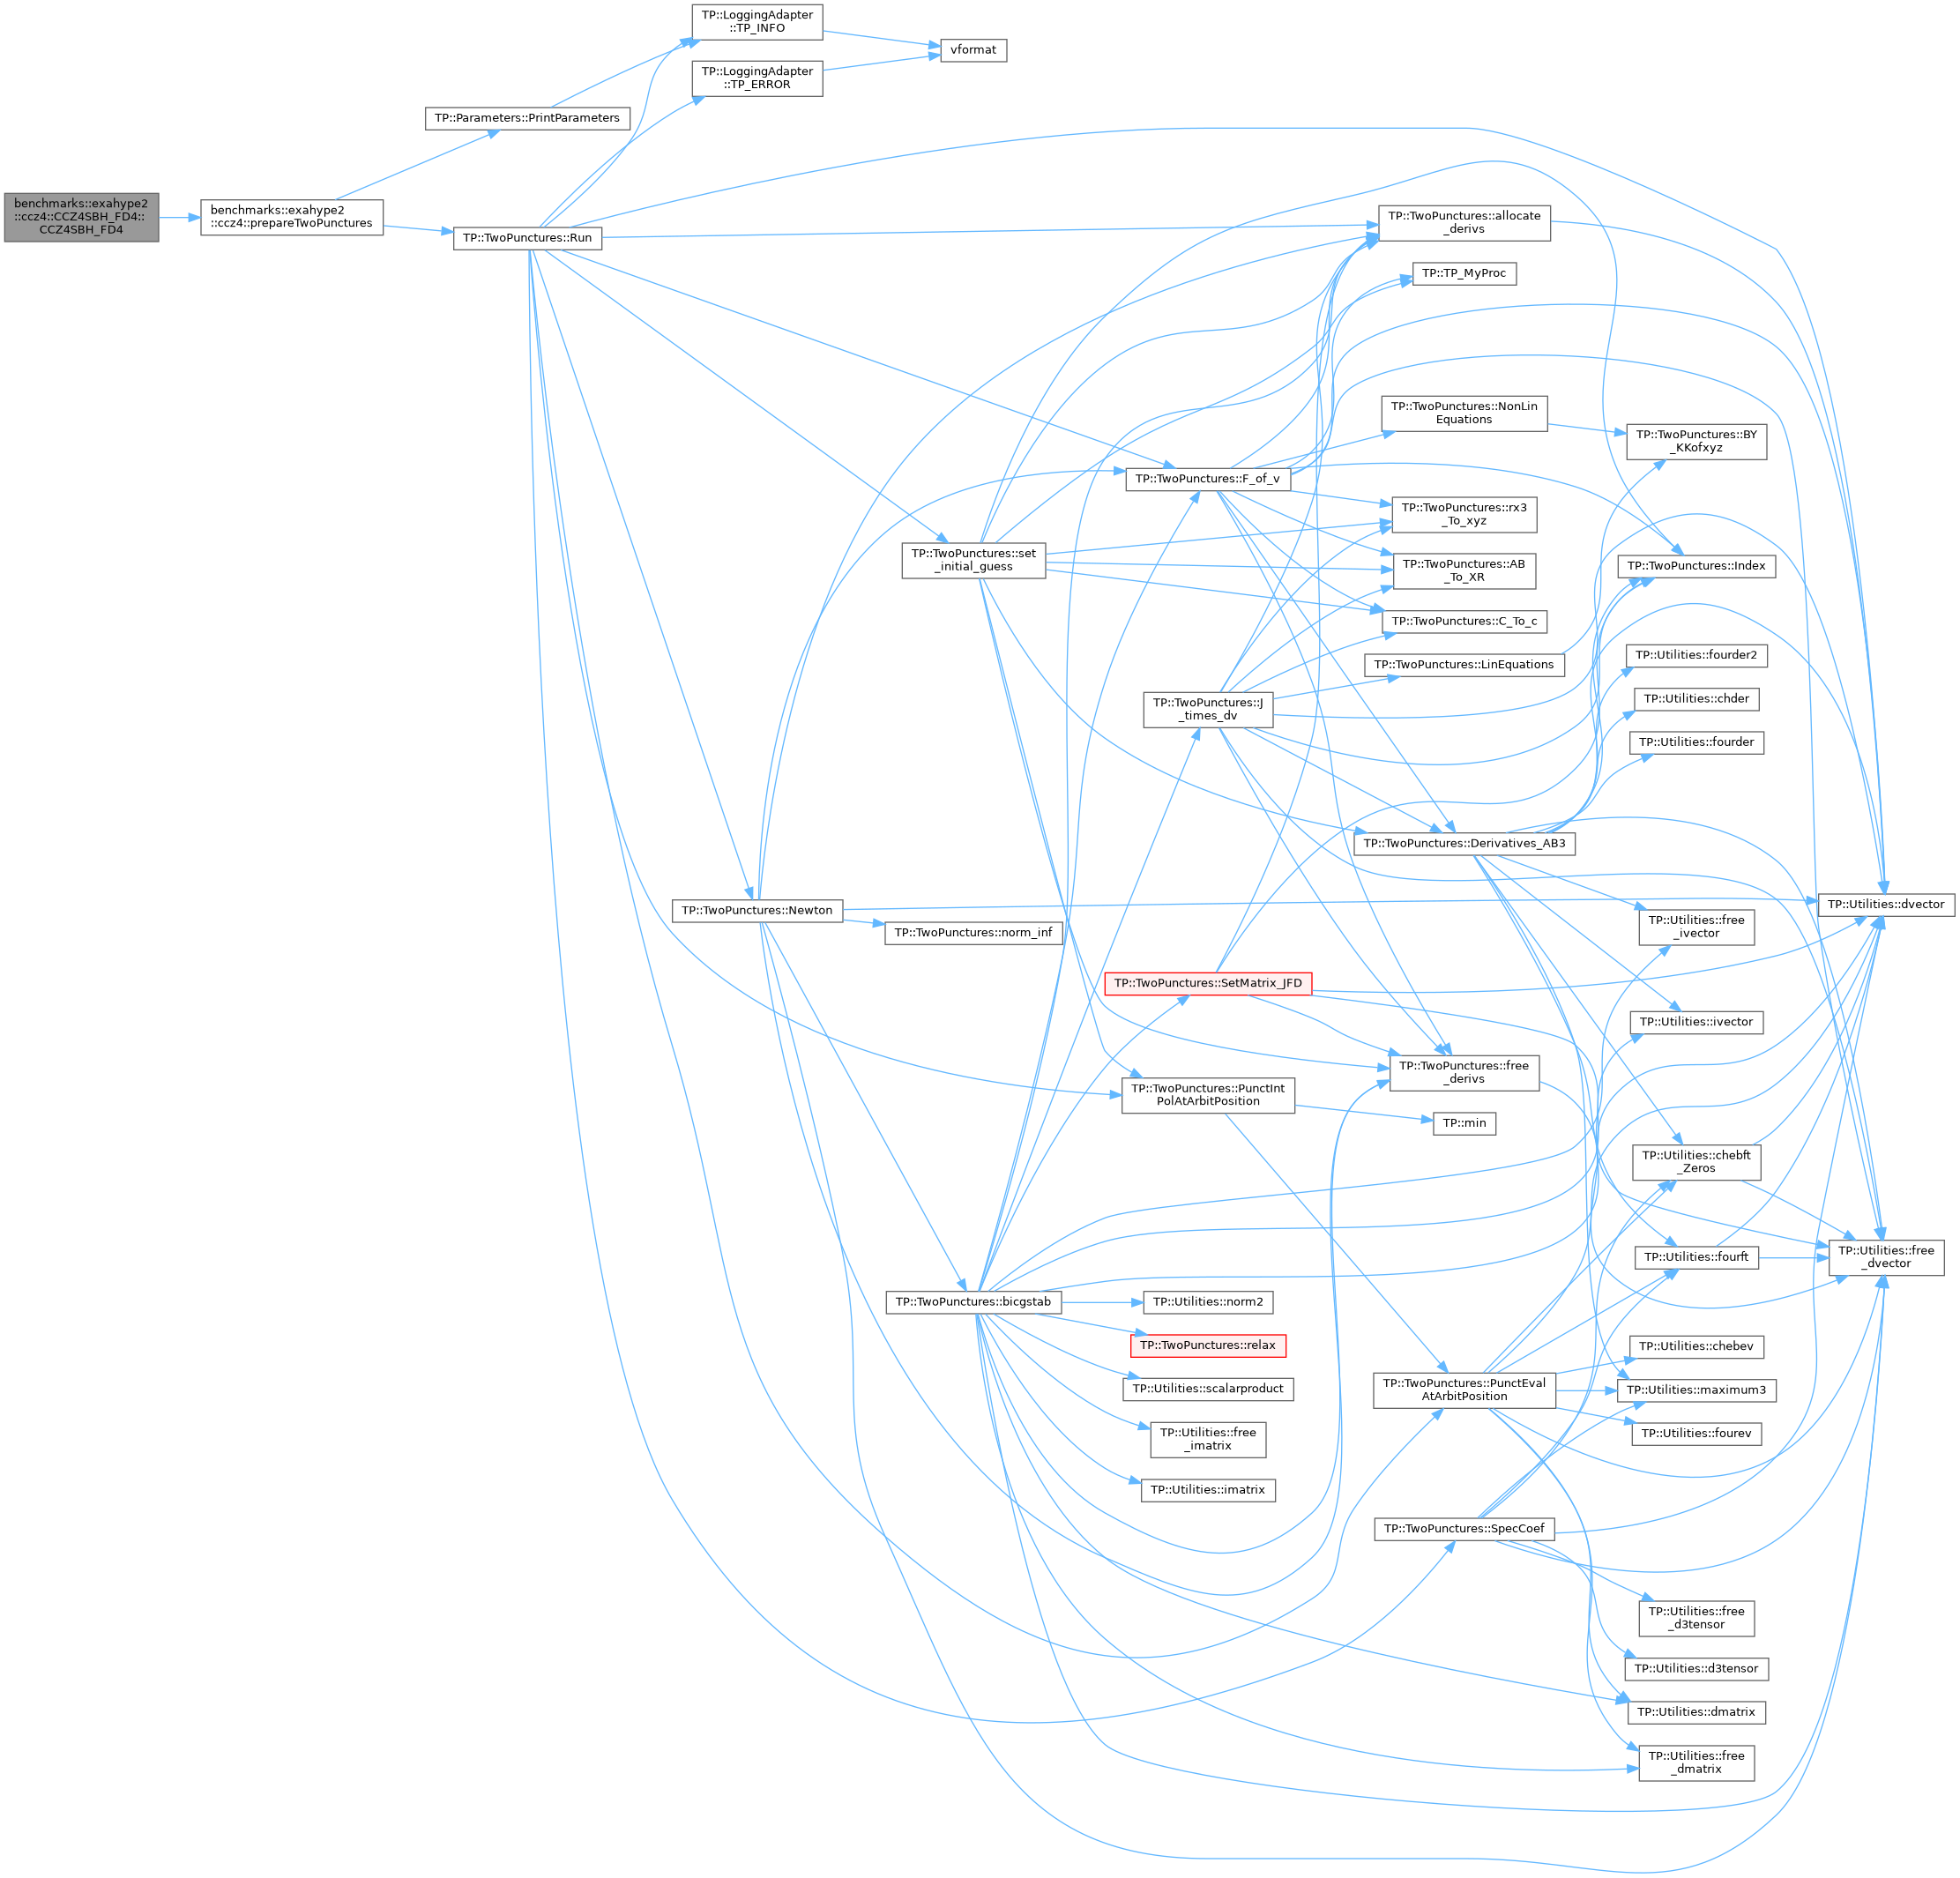 benchmarks::exahype2
::ccz4::CCZ4SBH_FD4::
CCZ4SBH_FD4
benchmarks::exahype2
::ccz4::prepareTwoPunctures
TP::Parameters::PrintParameters
TP::TwoPunctures::Run
TP::LoggingAdapter
::TP_INFO
TP::LoggingAdapter
::TP_ERROR
vformat
TP::TwoPunctures::allocate
_derivs
TP::TP_MyProc
TP::TwoPunctures::NonLin
Equations
TP::TwoPunctures::BY
_KKofxyz
TP::TwoPunctures::F_of_v
TP::TwoPunctures::rx3
_To_xyz
TP::TwoPunctures::set
_initial_guess
TP::TwoPunctures::AB
_To_XR
TP::TwoPunctures::Index
TP::TwoPunctures::C_To_c
TP::TwoPunctures::LinEquations
TP::Utilities::fourder2
TP::TwoPunctures::J
_times_dv
TP::Utilities::chder
TP::Utilities::fourder
TP::TwoPunctures::Derivatives_AB3
TP::TwoPunctures::Newton
TP::TwoPunctures::norm_inf
TP::Utilities::dvector
TP::Utilities::free
_ivector
TP::TwoPunctures::SetMatrix_JFD
TP::Utilities::ivector
TP::TwoPunctures::free
_derivs
TP::TwoPunctures::PunctInt
PolAtArbitPosition
TP::min
TP::Utilities::chebft
_Zeros
TP::Utilities::fourft
TP::Utilities::free
_dvector
TP::TwoPunctures::bicgstab
TP::Utilities::norm2
TP::TwoPunctures::relax
TP::Utilities::scalarproduct
TP::Utilities::free
_imatrix
TP::Utilities::imatrix
TP::TwoPunctures::PunctEval
AtArbitPosition
TP::Utilities::chebev
TP::Utilities::maximum3
TP::Utilities::fourev
TP::TwoPunctures::SpecCoef
TP::Utilities::free
_d3tensor
TP::Utilities::d3tensor
TP::Utilities::dmatrix
TP::Utilities::free
_dmatrix